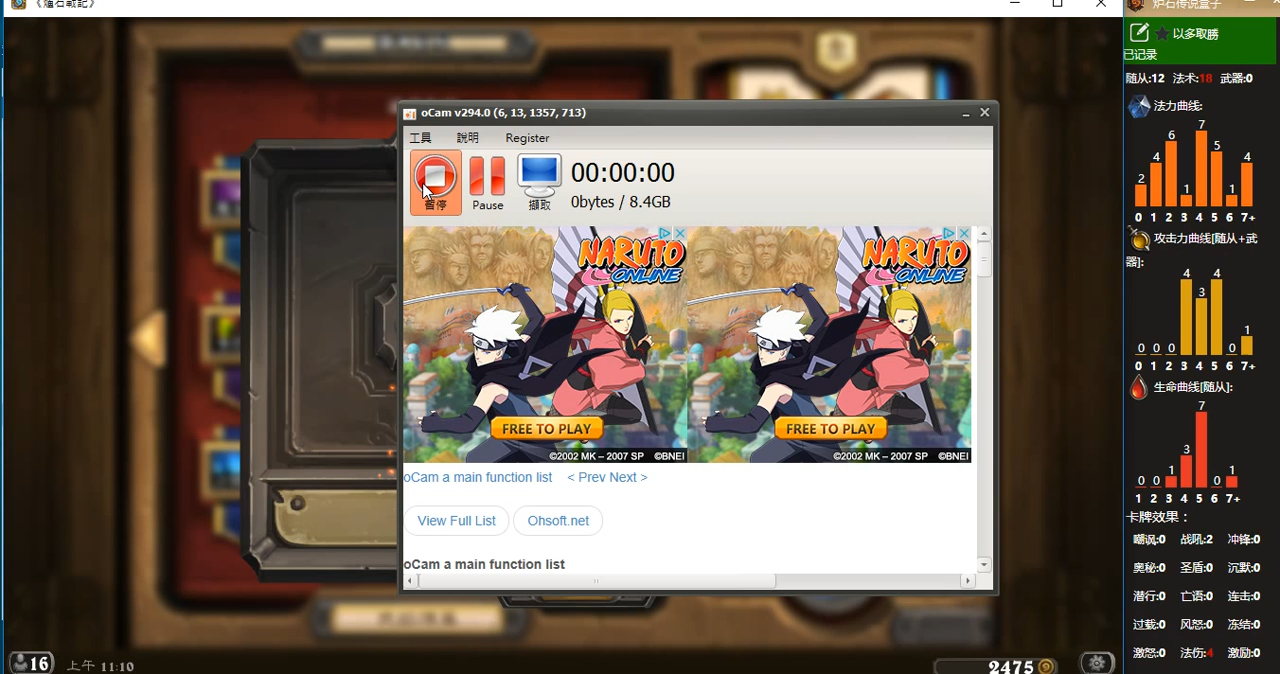 《爐石戰記》
oCam v294.0 (6, 13, 1357, 713)
工具 說明 Register
暫停 Pause 擷取
00:00:00
0bytes / 8.4GB
NARUTO ONLINE NARUTO ONLINE
FREE TO PLAY FREE TO PLAY
©2002 MK – 2007 SP ©BNEI ©2002 MK – 2007 SP ©BNEI
oCam a main function list < Prev Next >
View Full List Ohsoft.net
oCam a main function list
16 上午 11:10
2475
炉石传说盒子
以多取勝
已记录
随从:12 法术:18 武器:0
法力曲线:
2 4 6 1 7 5 1 4
0 1 2 3 4 5 6 7+
攻击力曲线[随从+武
器]:
0 0 0 4 3 4 0 1
0 1 2 3 4 5 6 7+
生命曲线[随从]:
0 0 1 3 7 0 1
1 2 3 4 5 6 7+
卡牌效果：
嘲讽:0 战吼:2 冲锋:0
奥秘:0 圣盾:0 沉默:0
潜行:0 亡语:0 连击:0
过载:0 风怒:0 冻结:0
激怒:0 法伤:4 激励:0